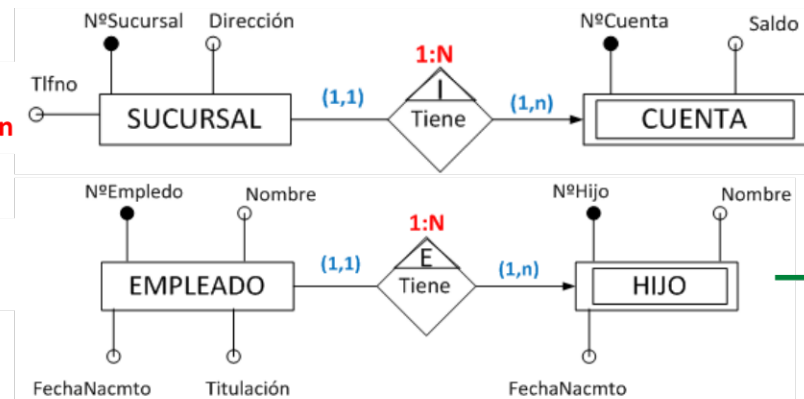 NºSucursal Dirección NºCuenta Saldo
1:N
Tlfno (1,1) I (1,n)
n SUCURSAL Tiene CUENTA
NºEmpledo Nombre NºHijo Nombre
1:N
(1,1) E (1,n)
EMPLEADO Tiene HIJO
FechaNacmto Titulación FechaNacmto